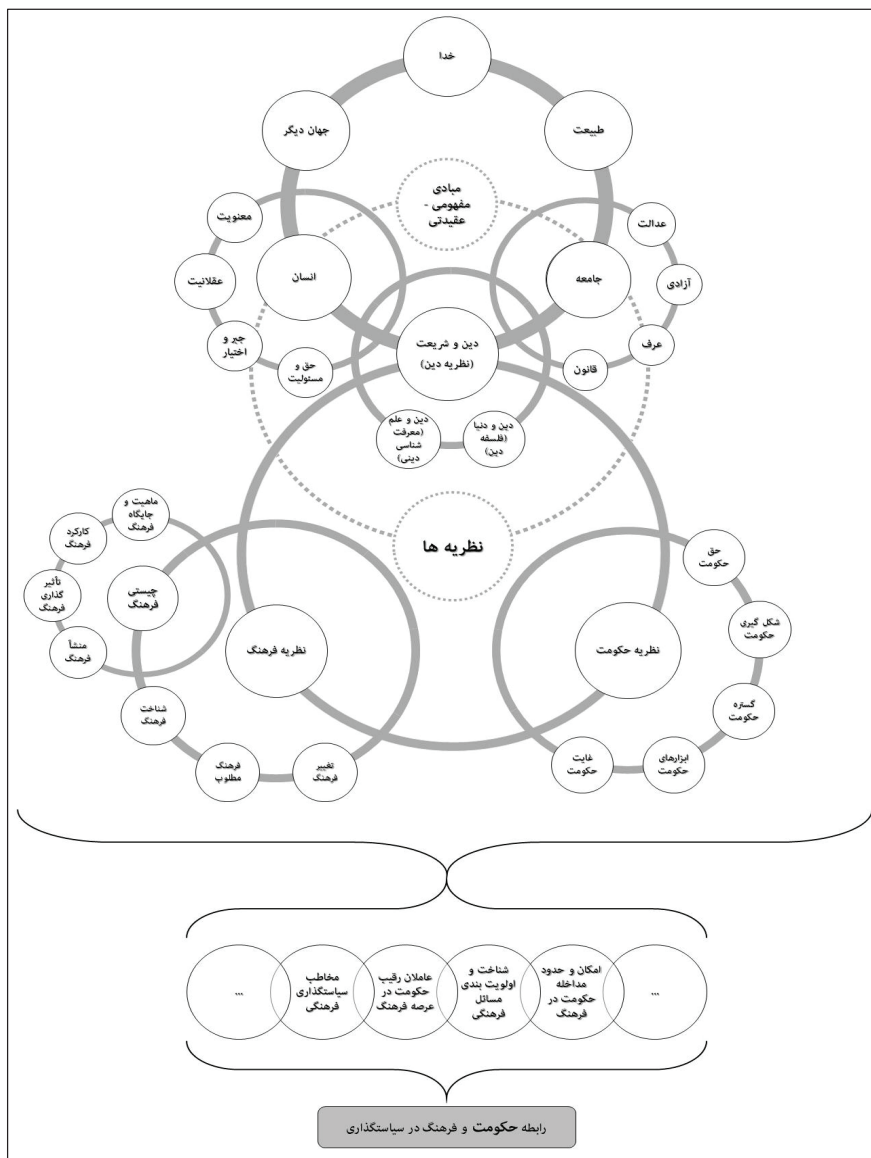 خدا
طبیعت
جهان دیگر
مبادی
مفهومی -
عقیدتی
عدالت
آزادی
عرف
قانون
جامعه
معنویت
عقلانیت
جبر و
اختیار
حق و
مسئولیت
انسان
دین و شریعت
(نظریه دین)
دین و دنیا
(فلسفه
دین)
دین و علم
(معرفت
شناسی
دینی)
نظریه ها
حق
حکومت
شکل گیری
حکومت
گستره
حکومت
ابزارهای
حکومت
غایت
حکومت
نظریه حکومت
نظریه فرهنگ
ماهیت و
جایگاه
فرهنگ
کارکرد
فرهنگ
تأثیر
گذاری
فرهنگ
منشأ
فرهنگ
چیستی
فرهنگ
شناخت
فرهنگ
فرهنگ
مطلوب
تغییر
فرهنگ
...
امکان و حدود
مداخله
حکومت در
فرهنگ
شناخت و
اولویت بندی
مسائل
فرهنگی
عاملان رقیب
حکومت در
عرصه فرهنگ
مخاطب
سیاستگذاری
فرهنگی
...
رابطه حکومت و فرهنگ در سیاستگذاری